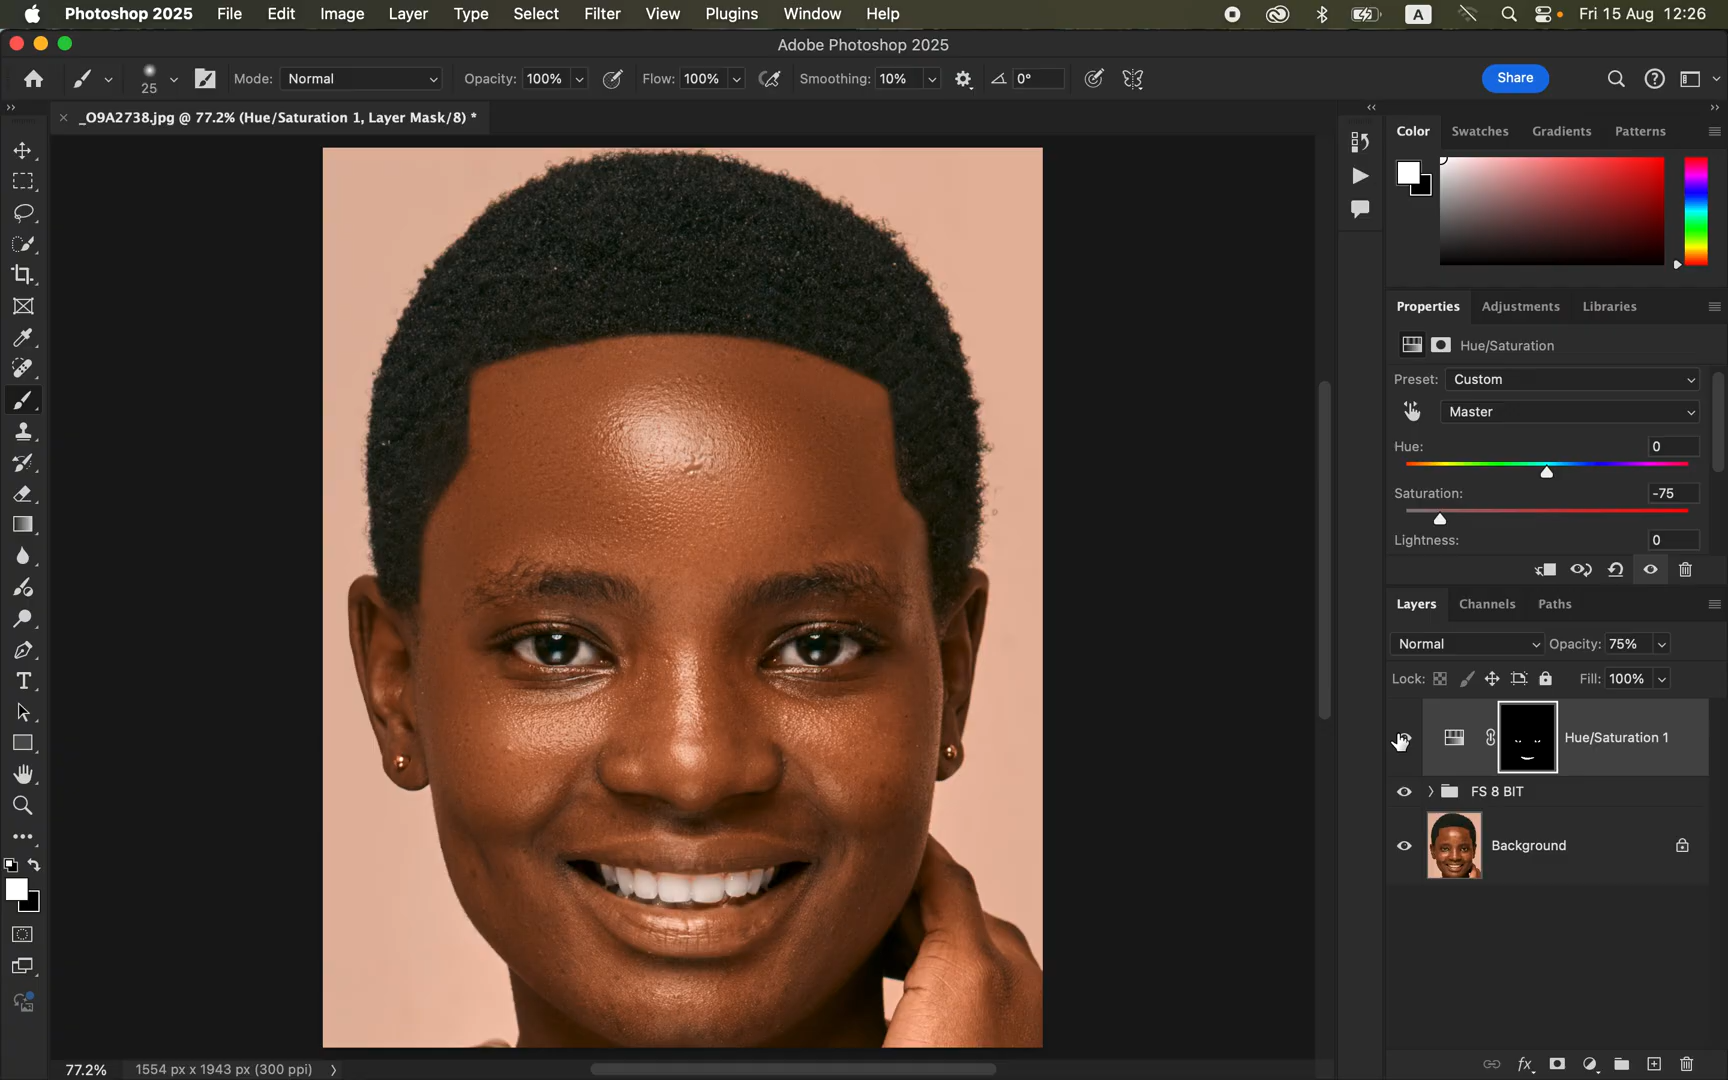 Photoshop 2025 File Edit Image Layer Type Select Filter View Plugins Window Help A Fri 15 Aug 12:26
Adobe Photoshop 2025
25 Mode: Normal Opacity: 100% Flow: 100% Smoothing: 10% 0° Share
_O9A2738.jpg @ 77.2% (Hue/Saturation 1, Layer Mask/8) *
Color Swatches Gradients Patterns
Properties Adjustments Libraries
Hue/Saturation
Preset: Custom
Master
Hue: 0
Saturation: -75
Lightness: 0
Layers Channels Paths
Normal Opacity: 75%
Lock: Fill: 100%
Hue/Saturation 1
FS 8 BIT
Background
77.2% 1554 px x 1943 px (300 ppi)